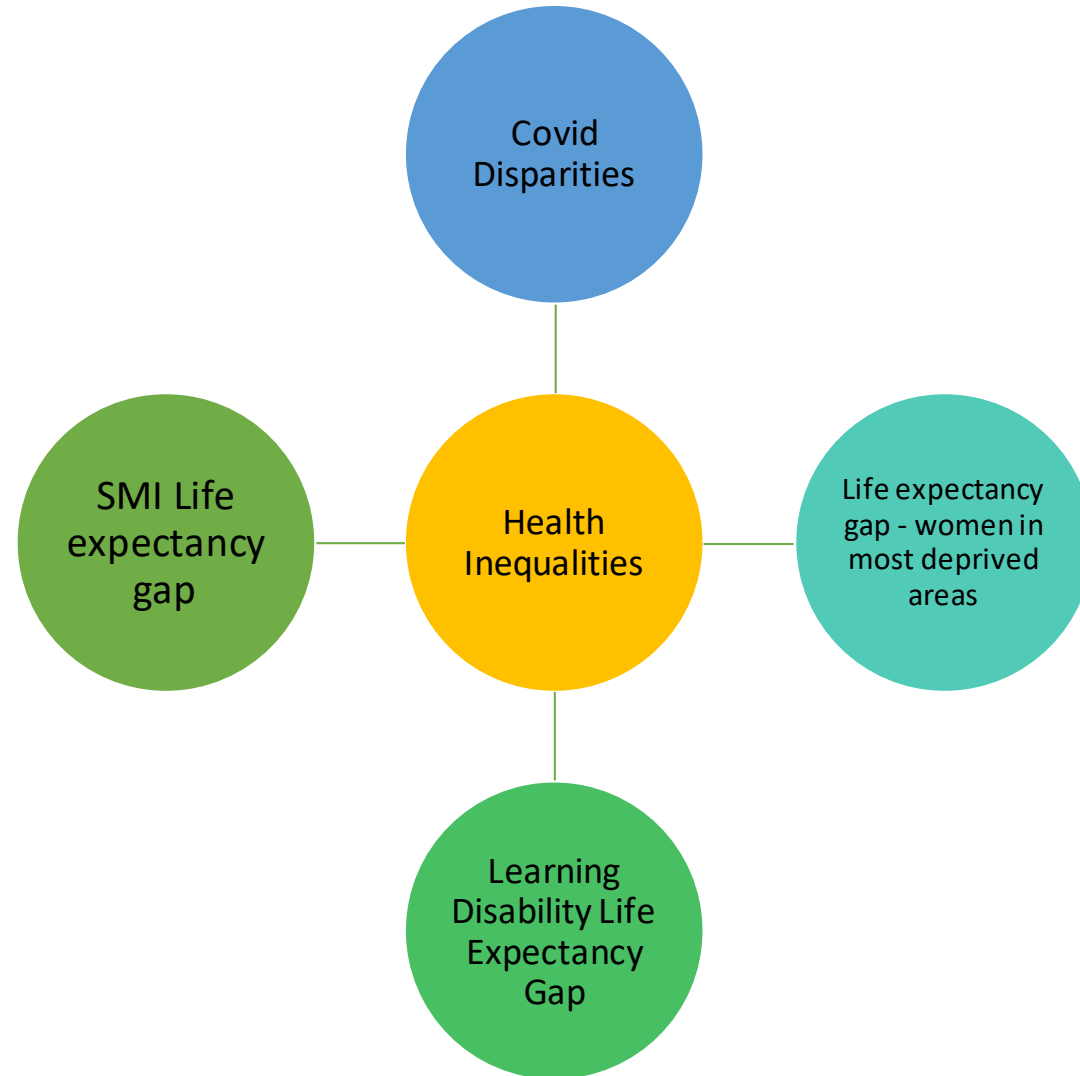 Covid
Disparities
SMI Life
expectancy
gap
Health
Inequalities
Life expectancy
gap - women in
most deprived
areas
Learning
Disability Life
Expectancy
Gap